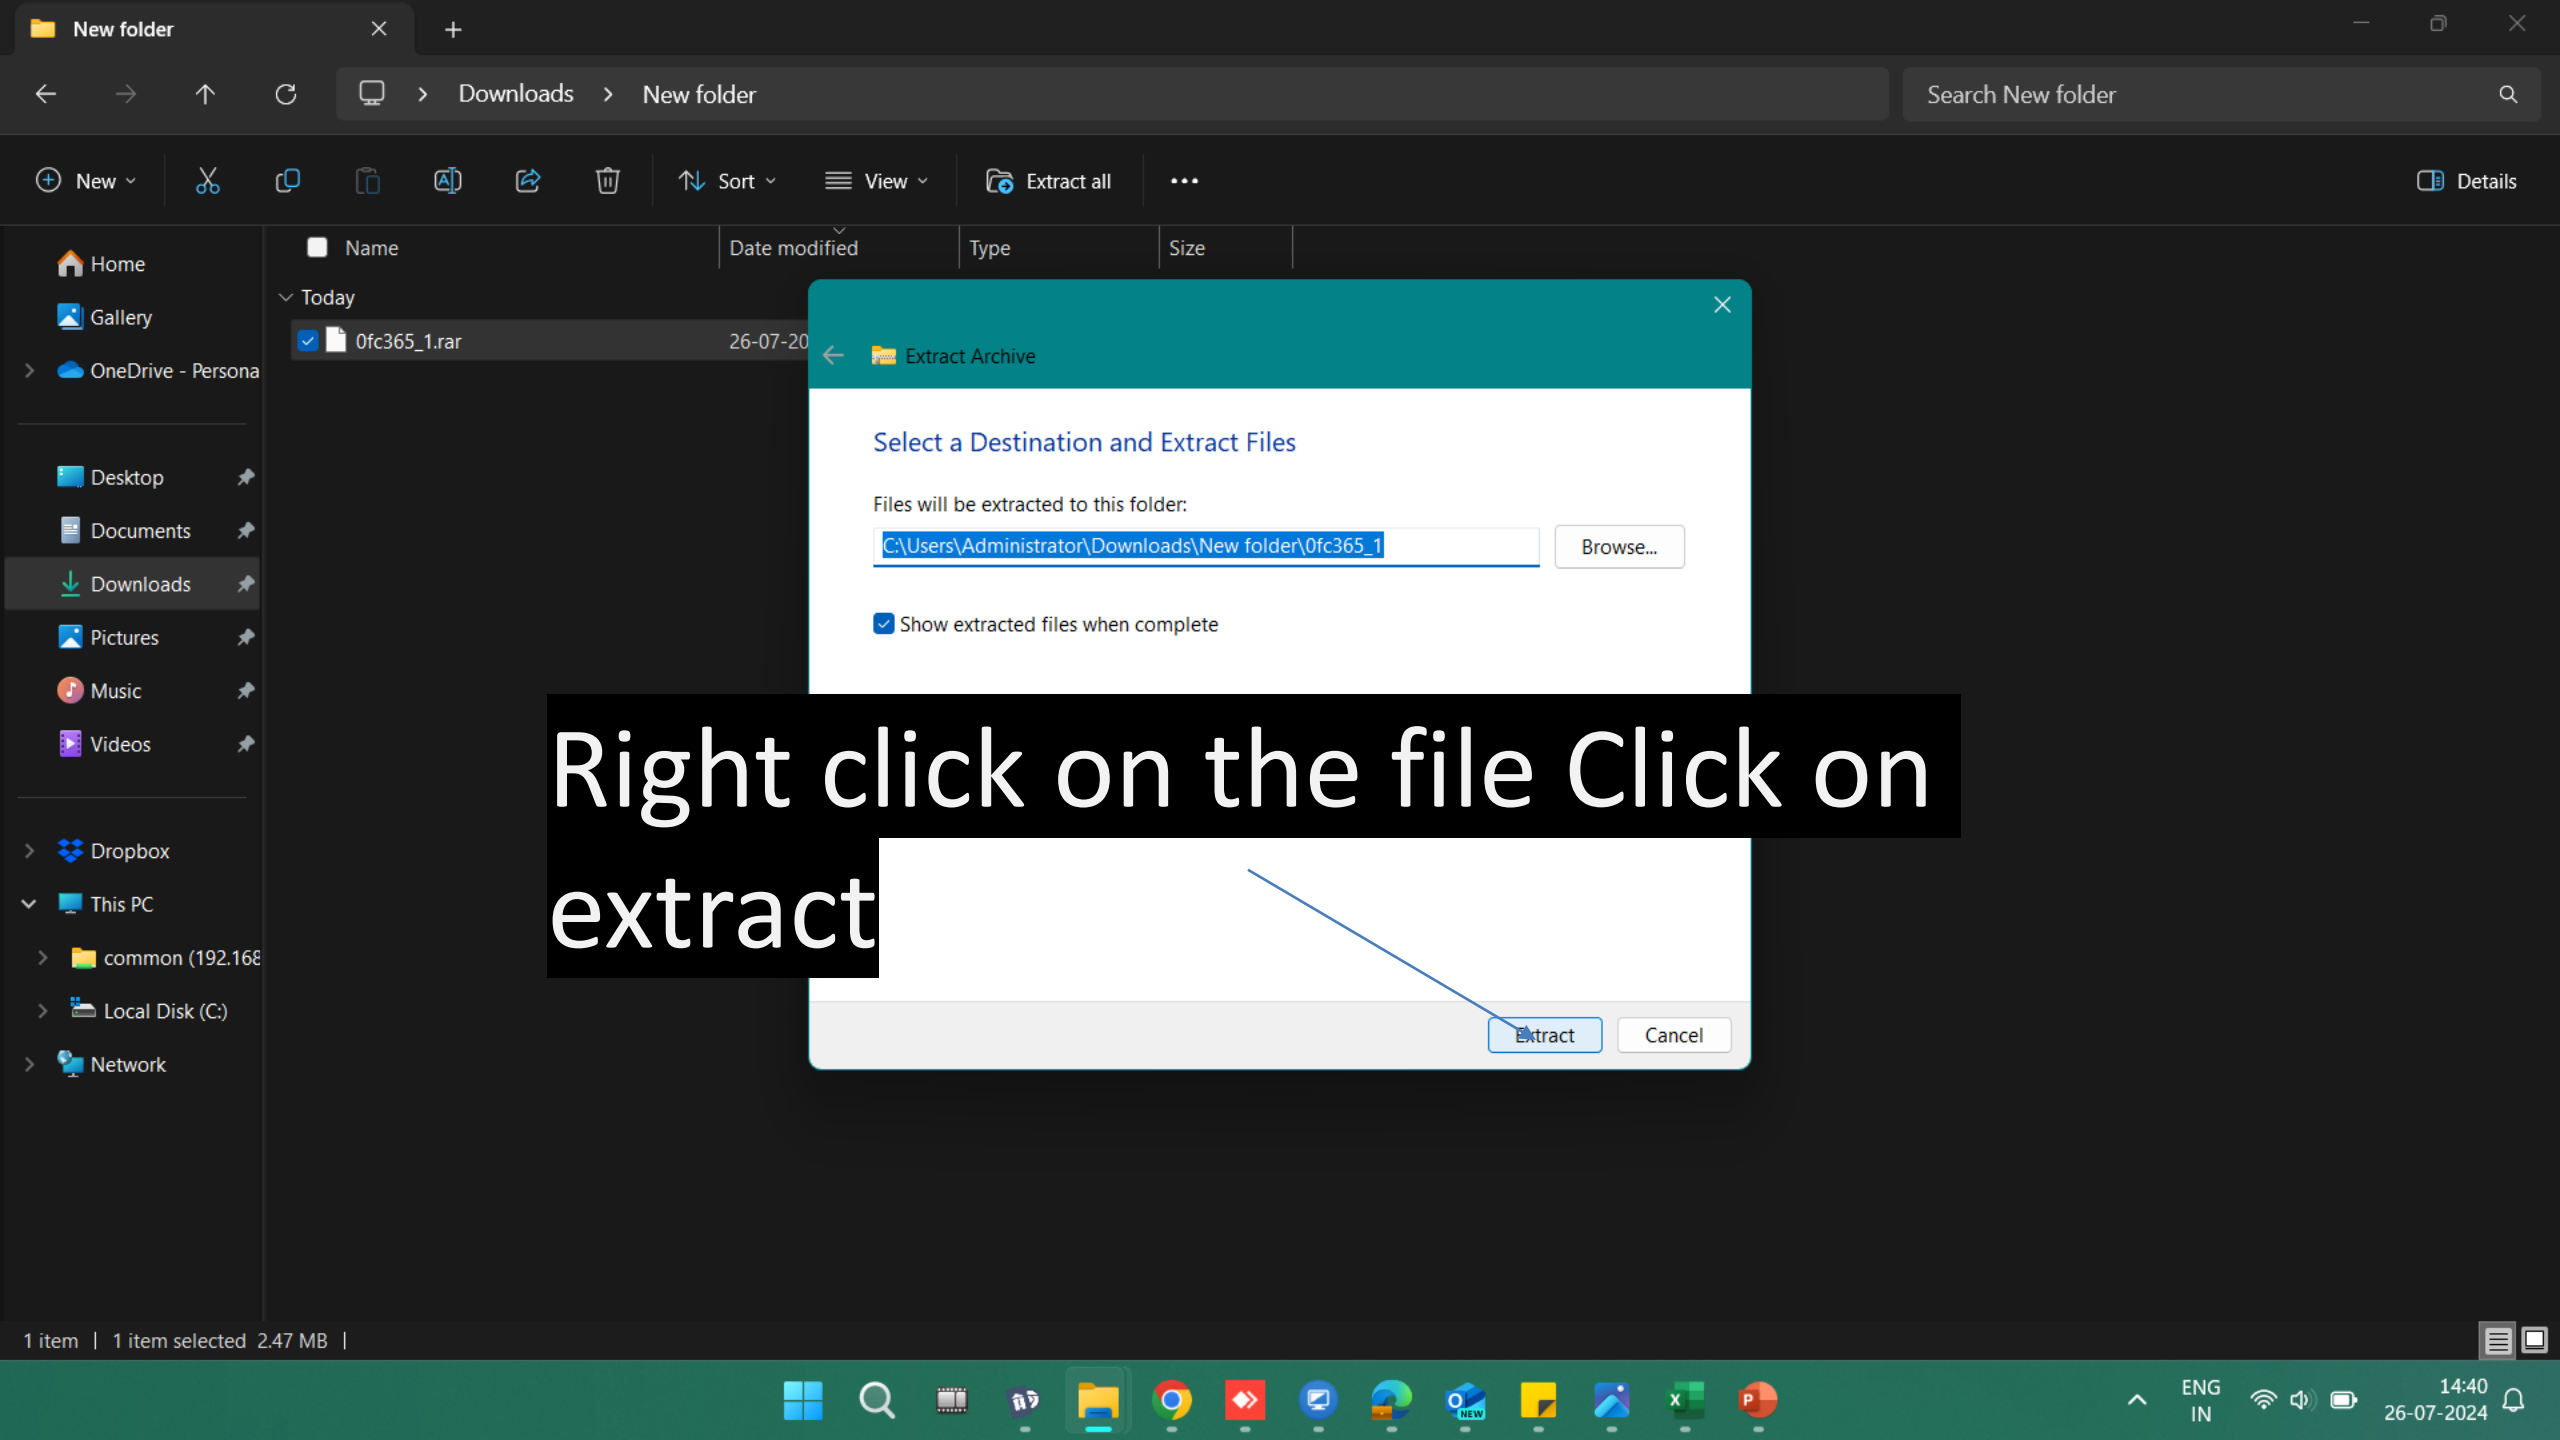 New folder
Downloads
New folder
Search New folder
New
Sort
View
Extract all
Details
Home
Gallery
OneDrive - Persona
Desktop
Documents
Downloads
Pictures
Music
Videos
Dropbox
This PC
common (192.168
Local Disk (C:)
Network
Name
Date modified
Type
Size
Today
0fc365_1.rar
26-07-20
Extract Archive
Select a Destination and Extract Files
Files will be extracted to this folder:
C:\Users\Administrator\Downloads\New folder\0fc365_1
Browse...
Show extracted files when complete
Right click on the file Click on
extract
Extract
Cancel
1 item
1 item selected 2.47 MB
NEW
ENG
IN
14:40
26-07-2024